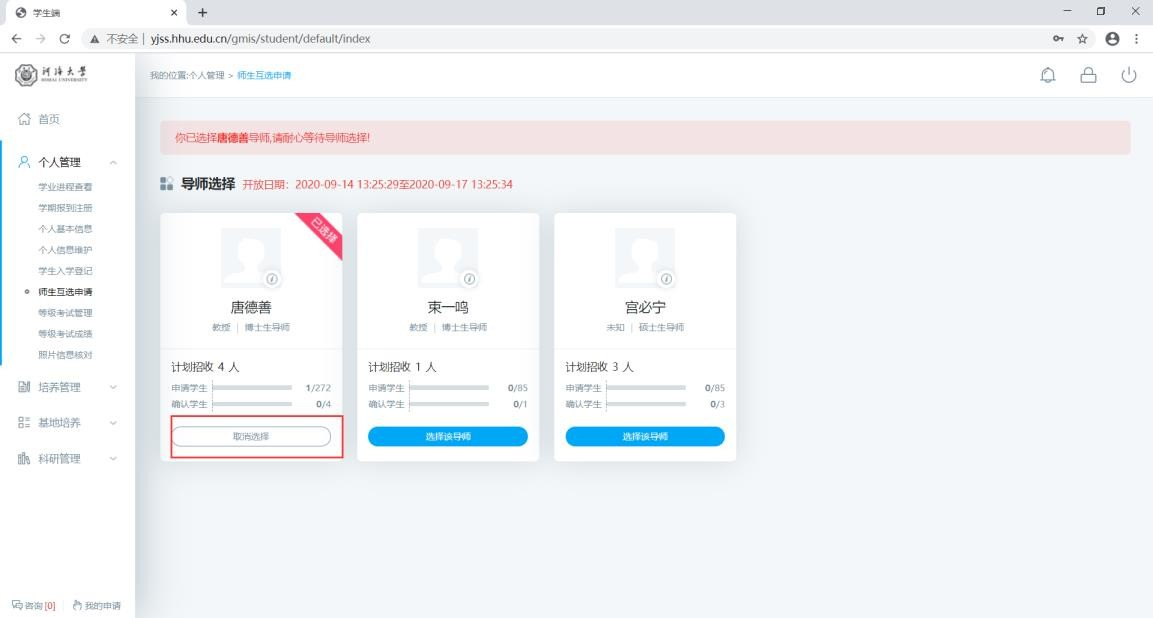 学生端
不安全 | yjss.hhu.edu.cn/gmis/student/default/index
河海大学
HOHAI UNIVERSITY
我的位置:个人管理 > 师生互选申请
首页
个人管理
学业进程查看
学期报到注册
个人基本信息
个人信息维护
学生入学登记
师生互选申请
等级考试管理
等级考试成绩
照片信息核对
培养管理
基地培养
科研管理
咨询[0]
我的申请
你已选择唐德善导师,请耐心等待导师选择!
导师选择 开放日期：2020-09-14 13:25:29至2020-09-17 13:25:34
已选择
唐德善
教授 | 博士生导师
计划招收 4 人
申请学生 1/272
确认学生 0/4
取消选择
束一鸣
教授 | 博士生导师
计划招收 1 人
申请学生 0/85
确认学生 0/1
选择该导师
宫必宁
未知 | 硕士生导师
计划招收 3 人
申请学生 0/85
确认学生 0/3
选择该导师